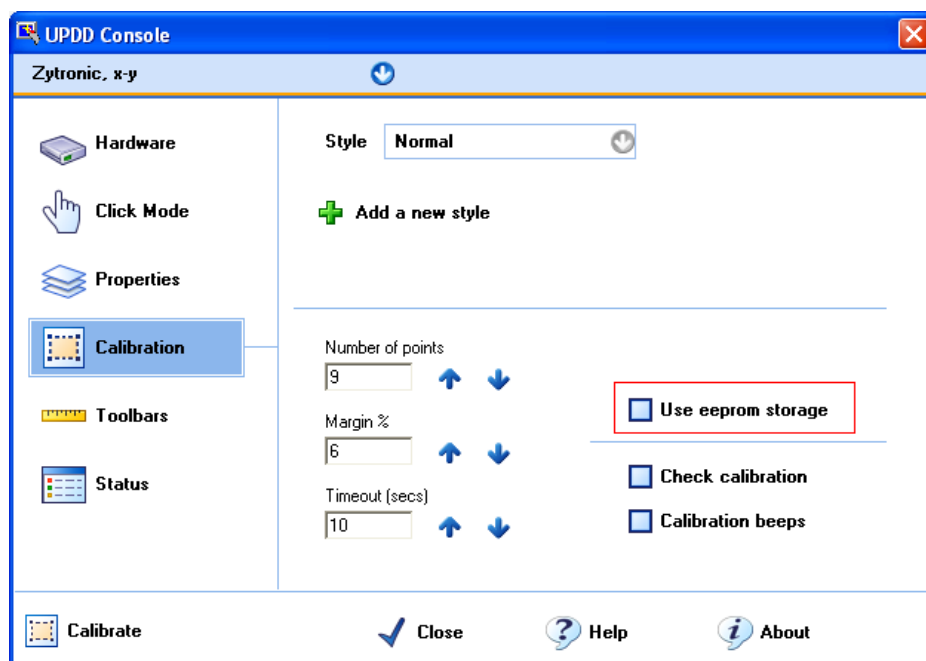 UPDD Console
Zytronic, x-y
Hardware
Click Mode
Properties
Calibration
Toolbars
Status
Style Normal
Add a new style
Number of points
9
Margin %
6
Timeout (secs)
10
Use eeprom storage
Check calibration
Calibration beeps
Calibrate Close Help About